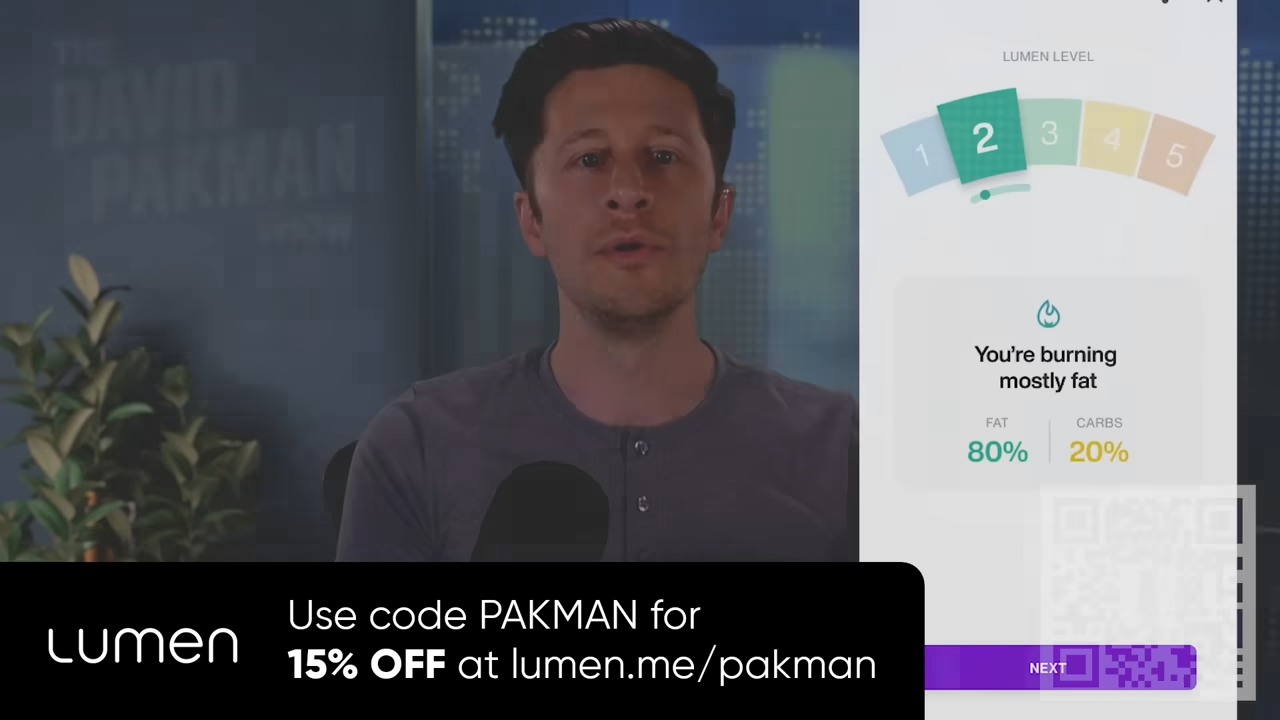 THE
DAVID
PAKMAN
SHOW
LUMEN LEVEL
1
2
3
4
5
You're burning
mostly fat
FAT
CARBS
80%
20%
NEXT
Lumen
Use code PAKMAN for
15% OFF at lumen.me/pakman